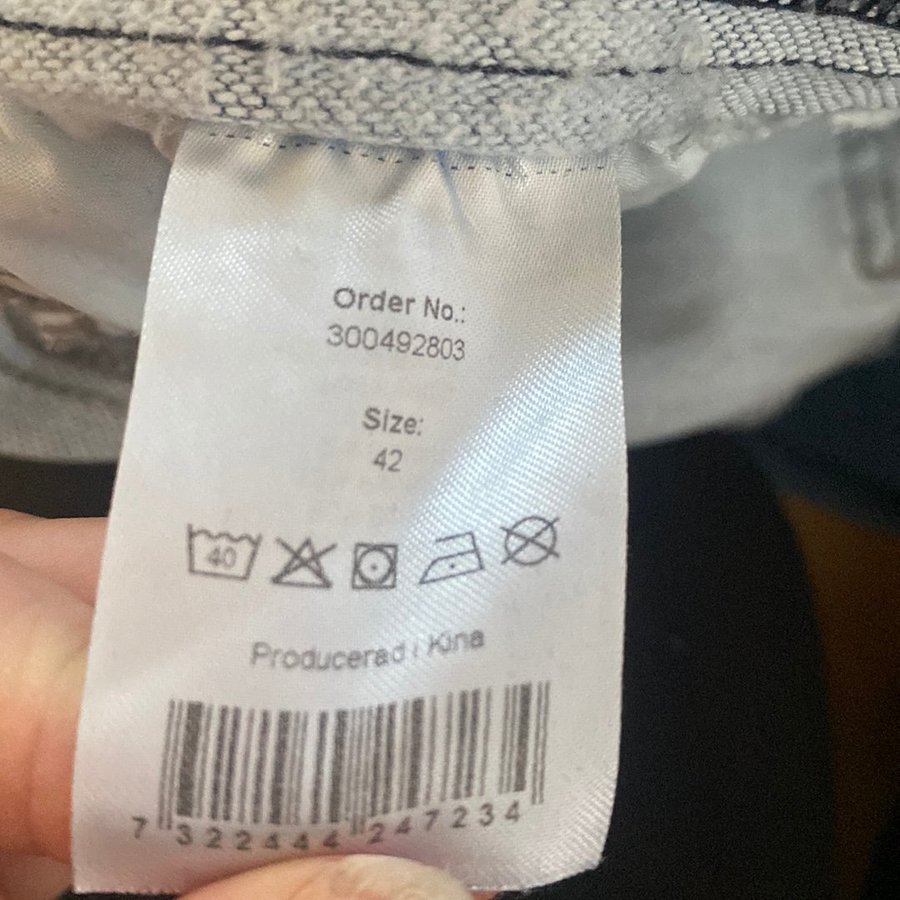 Order No.:
300492803
Size:
42
40
Producerad i Kina
7 322444 247234